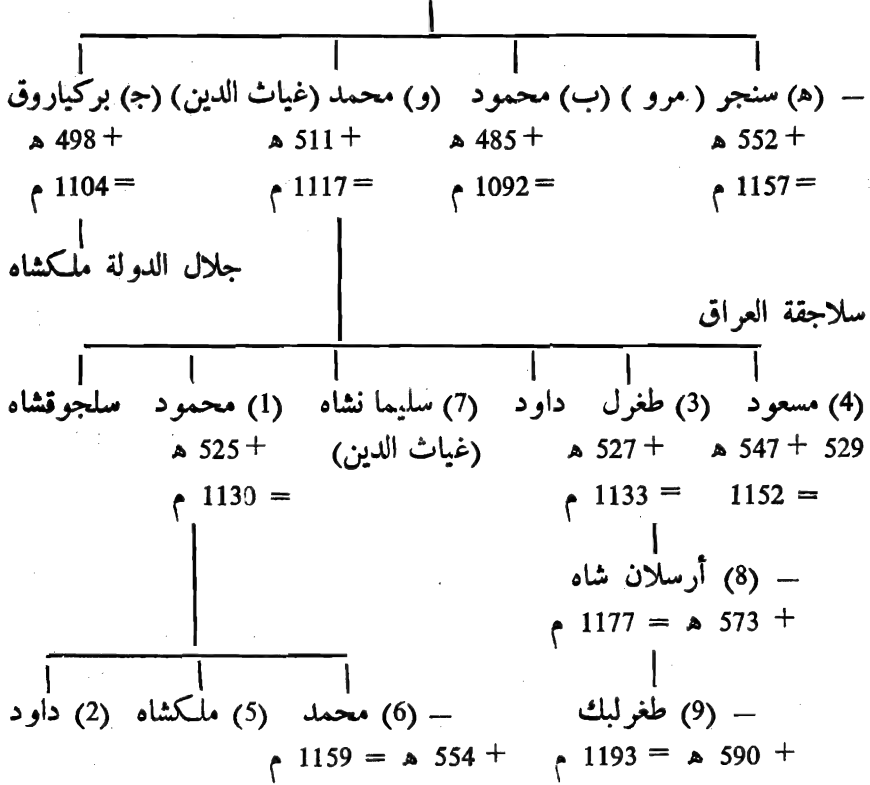 — (ه) سنجر (مرو) (ب) محمود (و) محمد (غياث الدين) (ج) بركياروق
+ 552 ه + 485 ه + 511 ه + 498 ه
= 1157 م = 1092 م = 1117 م = 1104 م
جلال الدولة ملكشاه
سلاجقة العراق
(4) مسعود (3) طغرل داود (7) سليما نشاه (1) محمود سلجوقشاه
529 + 547 ه + 527 ه (غياث الدين) + 525 ه
= 1152 = 1133 م = 1130 م
— (8) أرسلان شاه
+ 573 ه = 1177 م
— (9) طغرلبك — (6) محمد (5) ملكشاه (2) داود
+ 590 ه = 1193 م + 554 ه = 1159 م